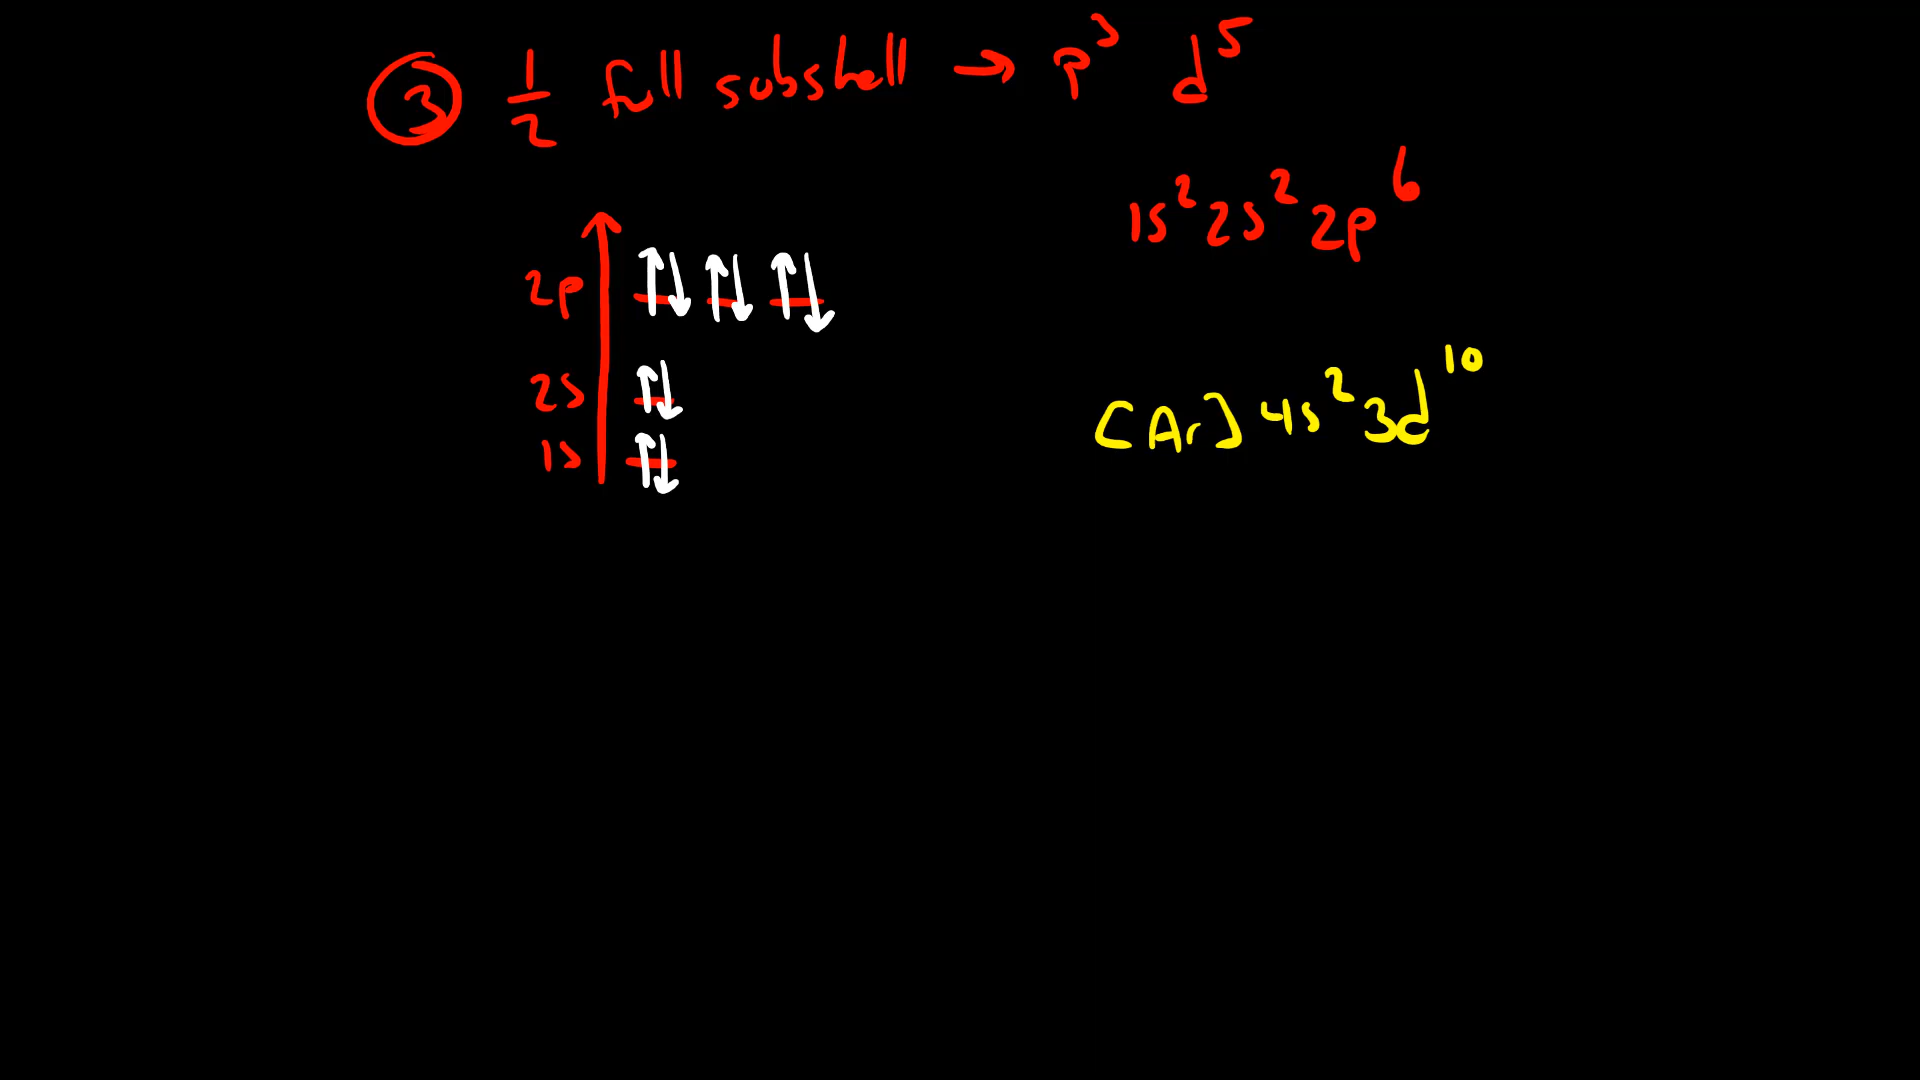 ③ 1/2 full subshell → p³ d⁵
1s² 2s² 2p⁶
2p
2s
1s
[Ar] 4s² 3d¹⁰